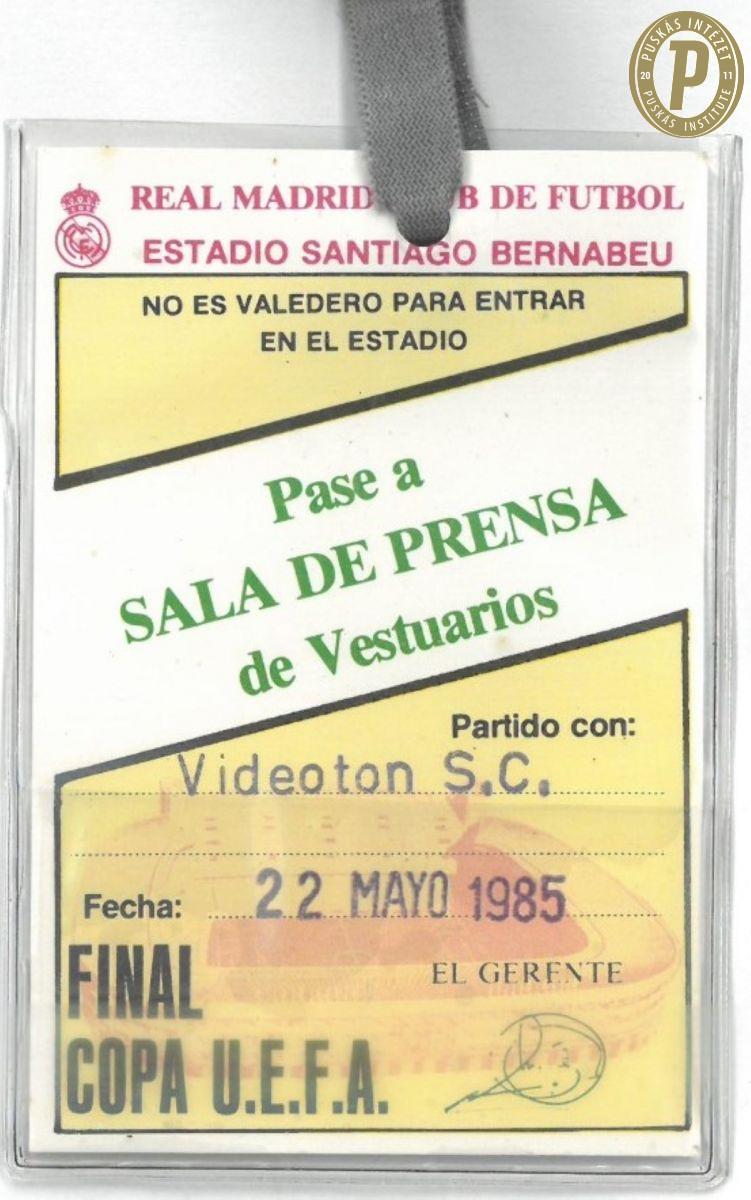 PUSKÁS INTÉZET
20 P 11
PUSKÁS INSTITUTE
REAL MADRID B DE FUTBOL
ESTADIO SANTIAGO BERNABEU
NO ES VALEDERO PARA ENTRAR
EN EL ESTADIO
Pase a
SALA DE PRENSA
de Vestuarios
Partido con:
Videoton S.C.
Fecha: 22 MAYO 1985
FINAL
EL GERENTE
COPA U.E.F.A.